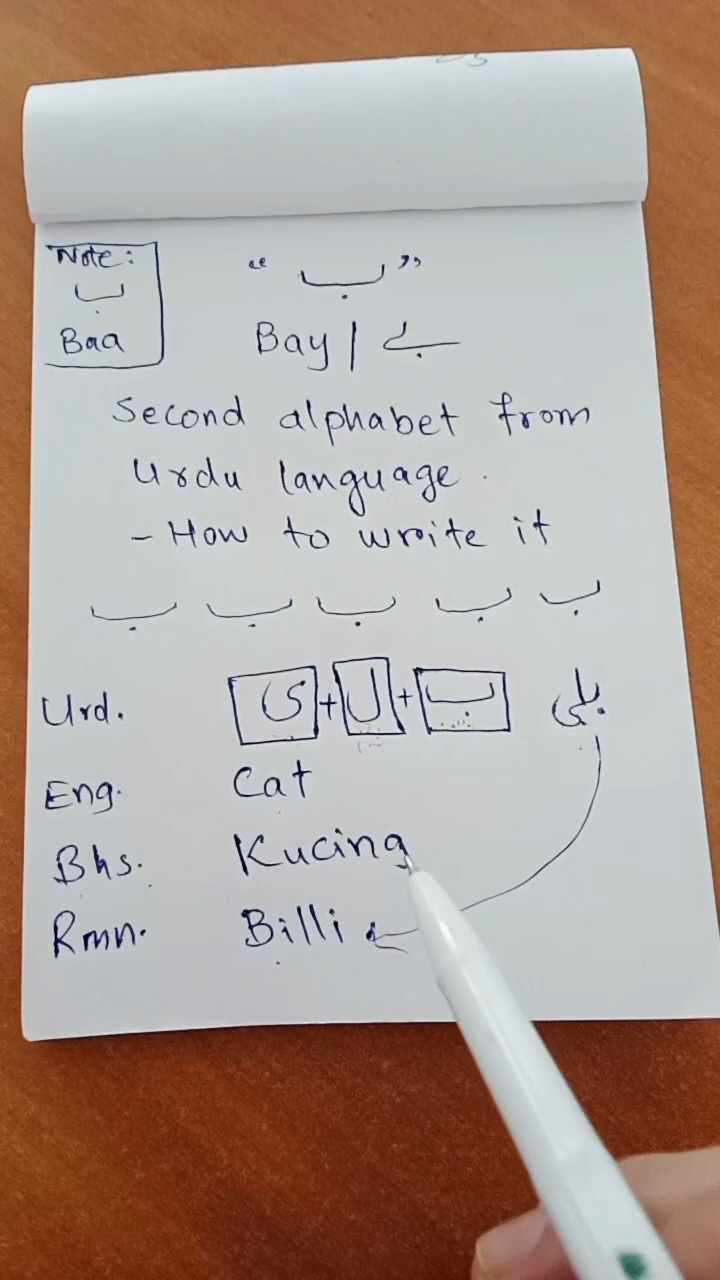 Note:
ب
Baa
“ ب ”
Bay | بے
Second alphabet from
Urdu language.
- How to write it
ب ب ب ب ب
Urd. ی + ل + ب بلی
Eng. Cat
Bhs. Kucing
Rmn. Billi